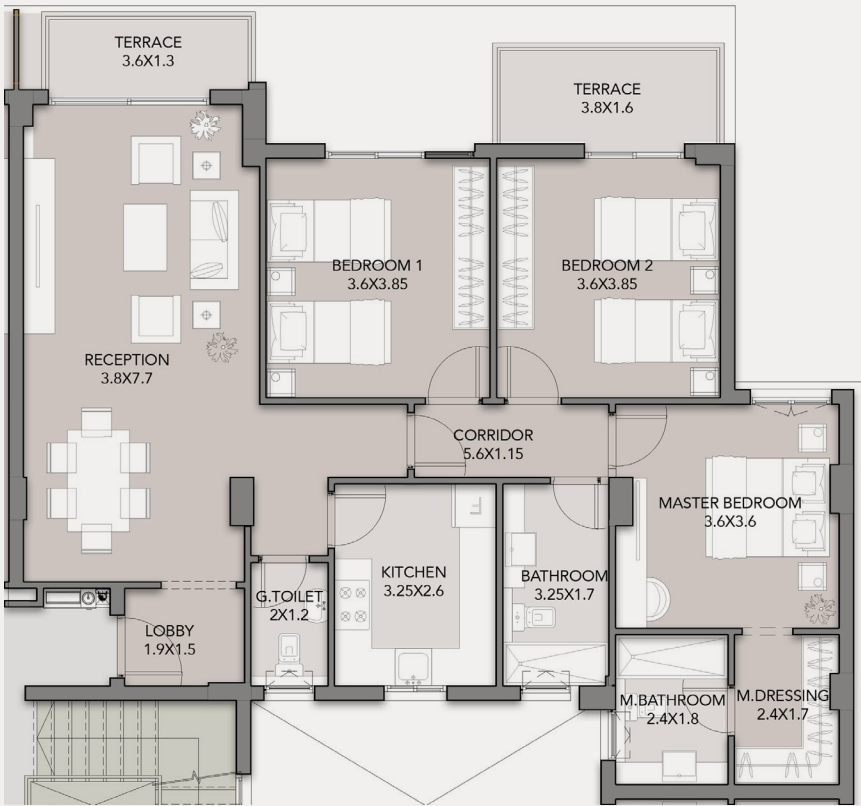 TERRACE
3.6X1.3
TERRACE
3.8X1.6
BEDROOM 1
3.6X3.85
BEDROOM 2
3.6X3.85
RECEPTION
3.8X7.7
CORRIDOR
5.6X1.15
MASTER BEDROOM
3.6X3.6
KITCHEN
3.25X2.6
BATHROOM
3.25X1.7
G.TOILET
2X1.2
LOBBY
1.9X1.5
M.BATHROOM
2.4X1.8
M.DRESSING
2.4X1.7